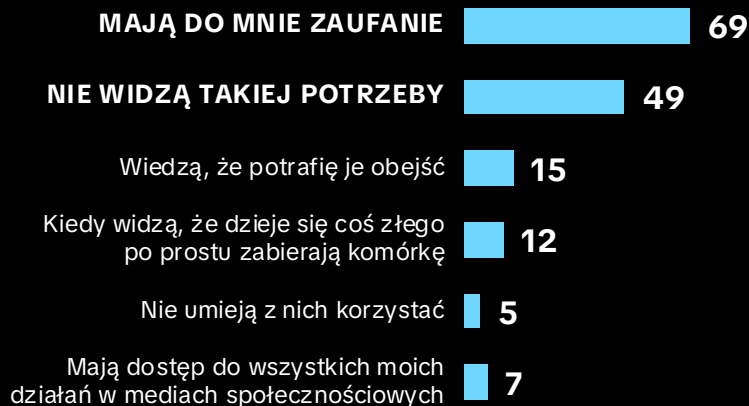 MAJĄ DO MNIE ZAUFANIE 69
NIE WIDZĄ TAKIEJ POTRZEBY 49
Wiedzą, że potrafię je obejść 15
Kiedy widzą, że dzieje się coś złego
po prostu zabierają komórkę 12
Nie umieją z nich korzystać 5
Mają dostęp do wszystkich moich
działań w mediach społecznościowych 7